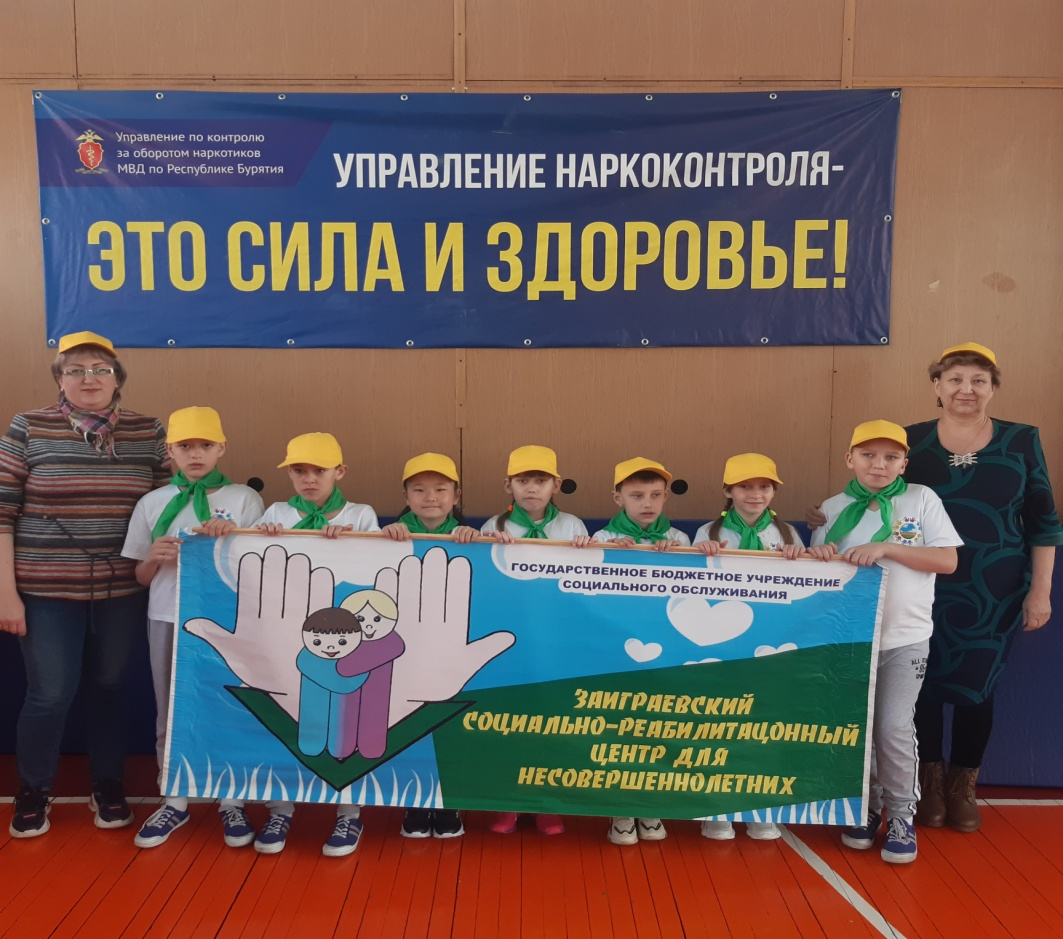 Управление по контролю
за оборотом наркотиков
МВД по Республике Бурятия
УПРАВЛЕНИЕ НАРКОКОНТРОЛЯ-
ЭТО СИЛА И ЗДОРОВЬЕ!
ГОСУДАРСТВЕННОЕ БЮДЖЕТНОЕ УЧРЕЖДЕНИЕ
СОЦИАЛЬНОГО ОБСЛУЖИВАНИЯ
ЗАИГРАЕВСКИЙ
СОЦИАЛЬНО-РЕАБИЛИТАЦОННЫЙ
ЦЕНТР ДЛЯ
НЕСОВЕРШЕННОЛЕТНИХ